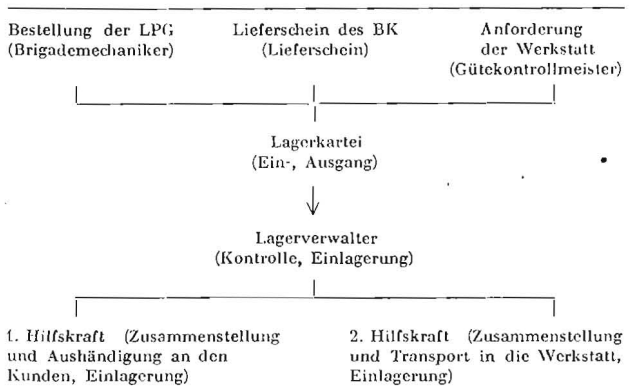 Bestellung der LPG
(Brigademechaniker)
Lieferschein des BK
(Lieferschein)
Anforderung
der Werkstatt
(Gütekontrollmeister)
Lagerkartei
(Ein-, Ausgang)
Lagerverwalter
(Kontrolle, Einlagerung)
1. Hilfskraft (Zusammenstellung
und Aushändigung an den
Kunden, Einlagerung)
2. Hilfskraft (Zusammenstellung
und Transport in die Werkstatt,
Einlagerung)